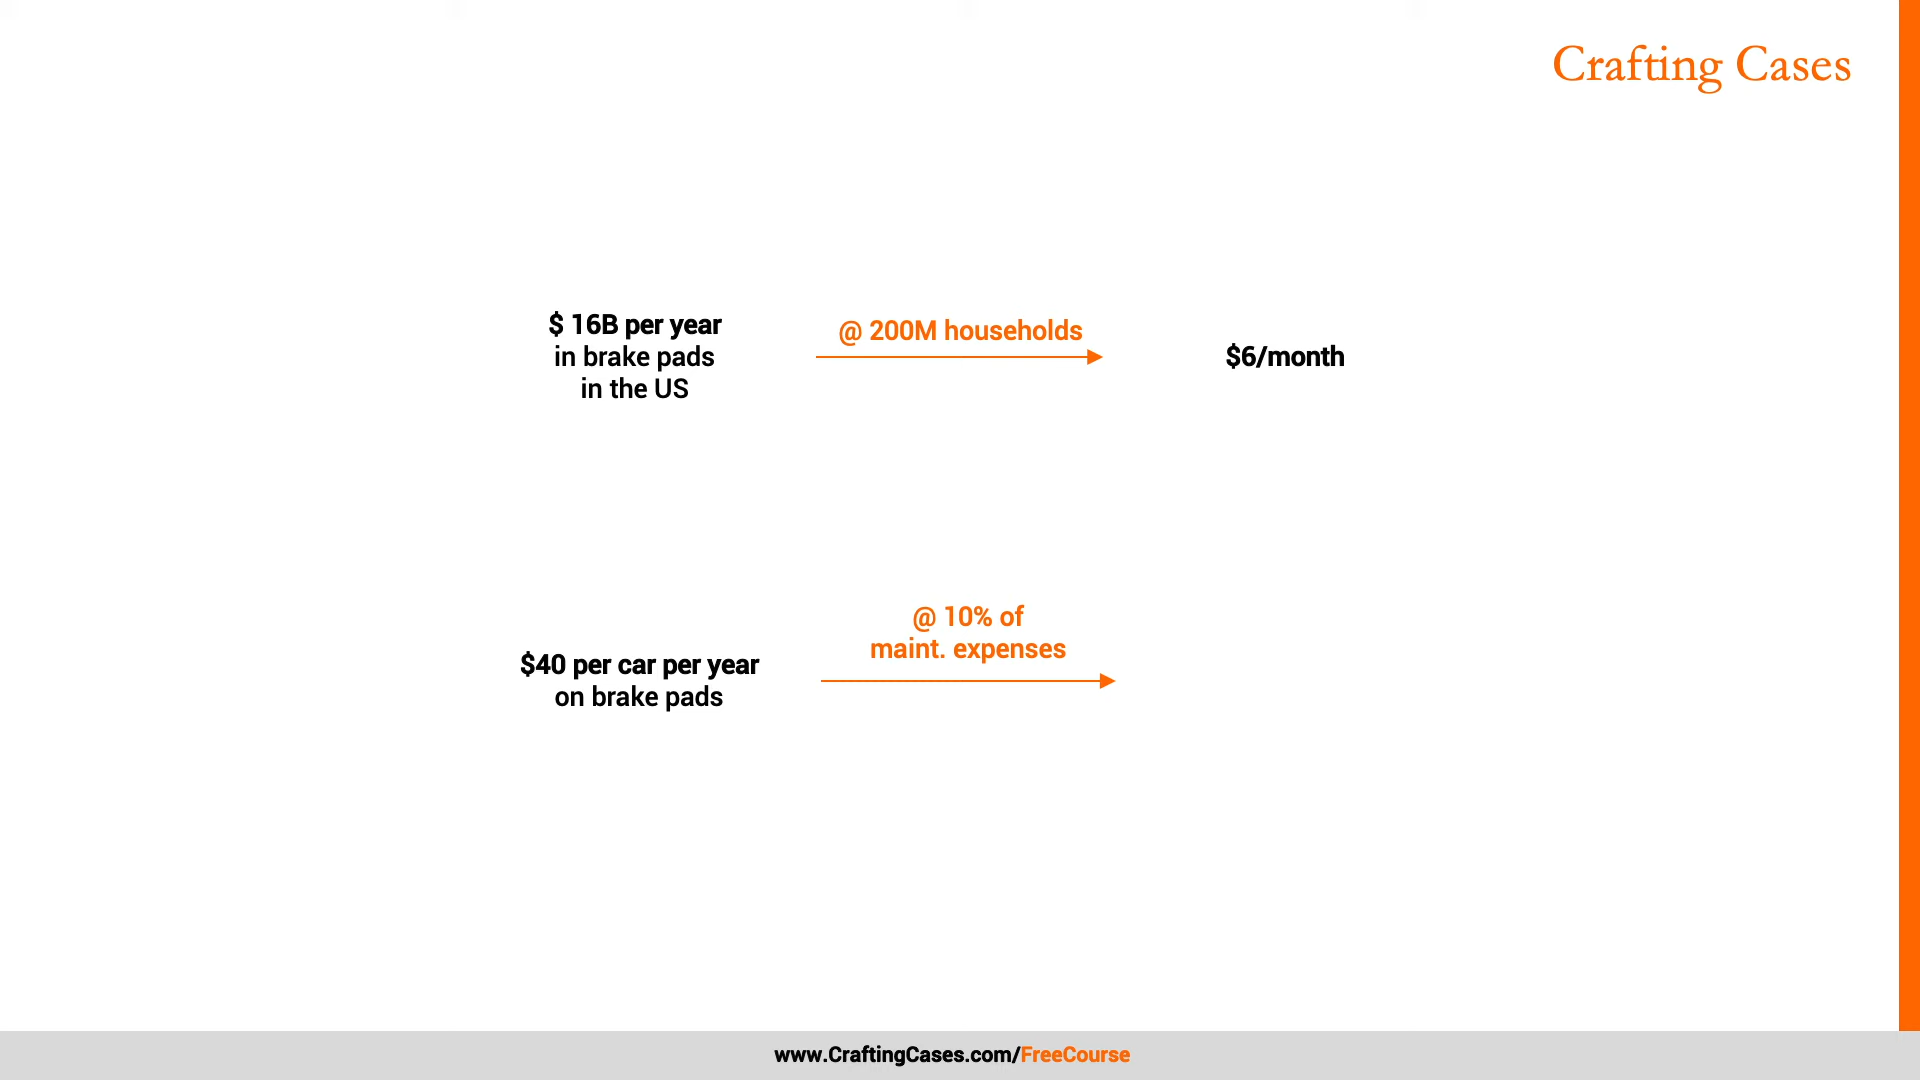 Crafting Cases
$ 16B per year
in brake pads
in the US
@ 200M households
$6/month
@ 10% of
maint. expenses
$40 per car per year
on brake pads
www.CraftingCases.com/FreeCourse